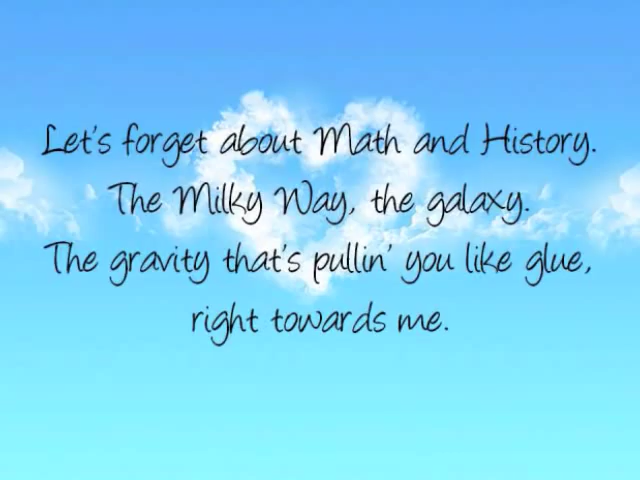 Let's forget about Math and History.
The Milky Way, the galaxy.
The gravity that's pullin' you like glue,
right towards me.